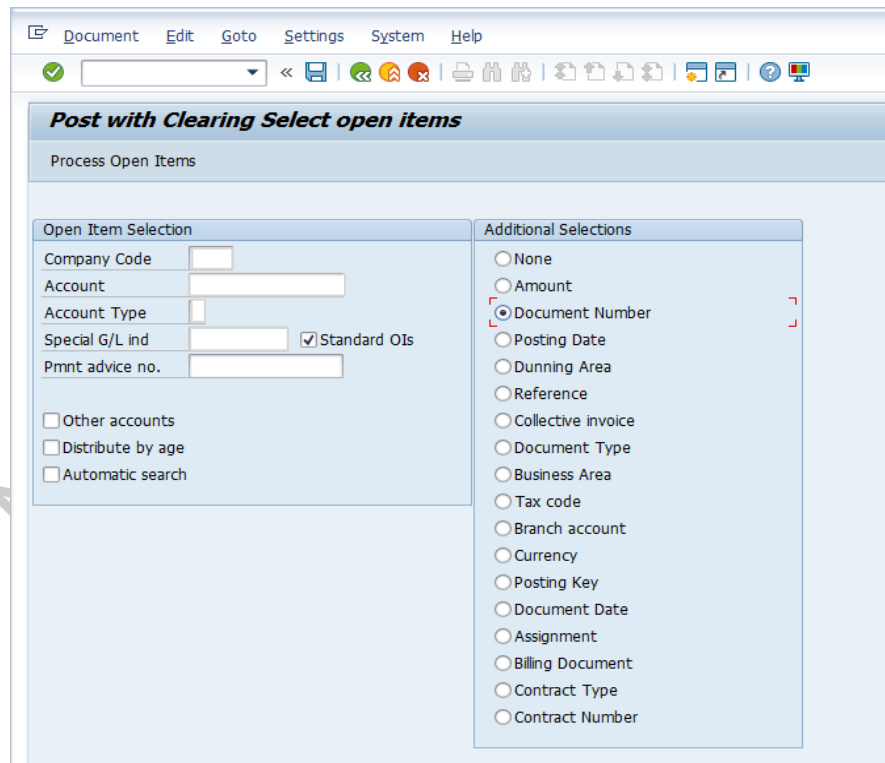 Document Edit Goto Settings System Help
Post with Clearing Select open items
Process Open Items
Open Item Selection
Company Code
Account
Account Type
Special G/L ind Standard OIs
Pmnt advice no.
Other accounts
Distribute by age
Automatic search
Additional Selections
None
Amount
Document Number
Posting Date
Dunning Area
Reference
Collective invoice
Document Type
Business Area
Tax code
Branch account
Currency
Posting Key
Document Date
Assignment
Billing Document
Contract Type
Contract Number